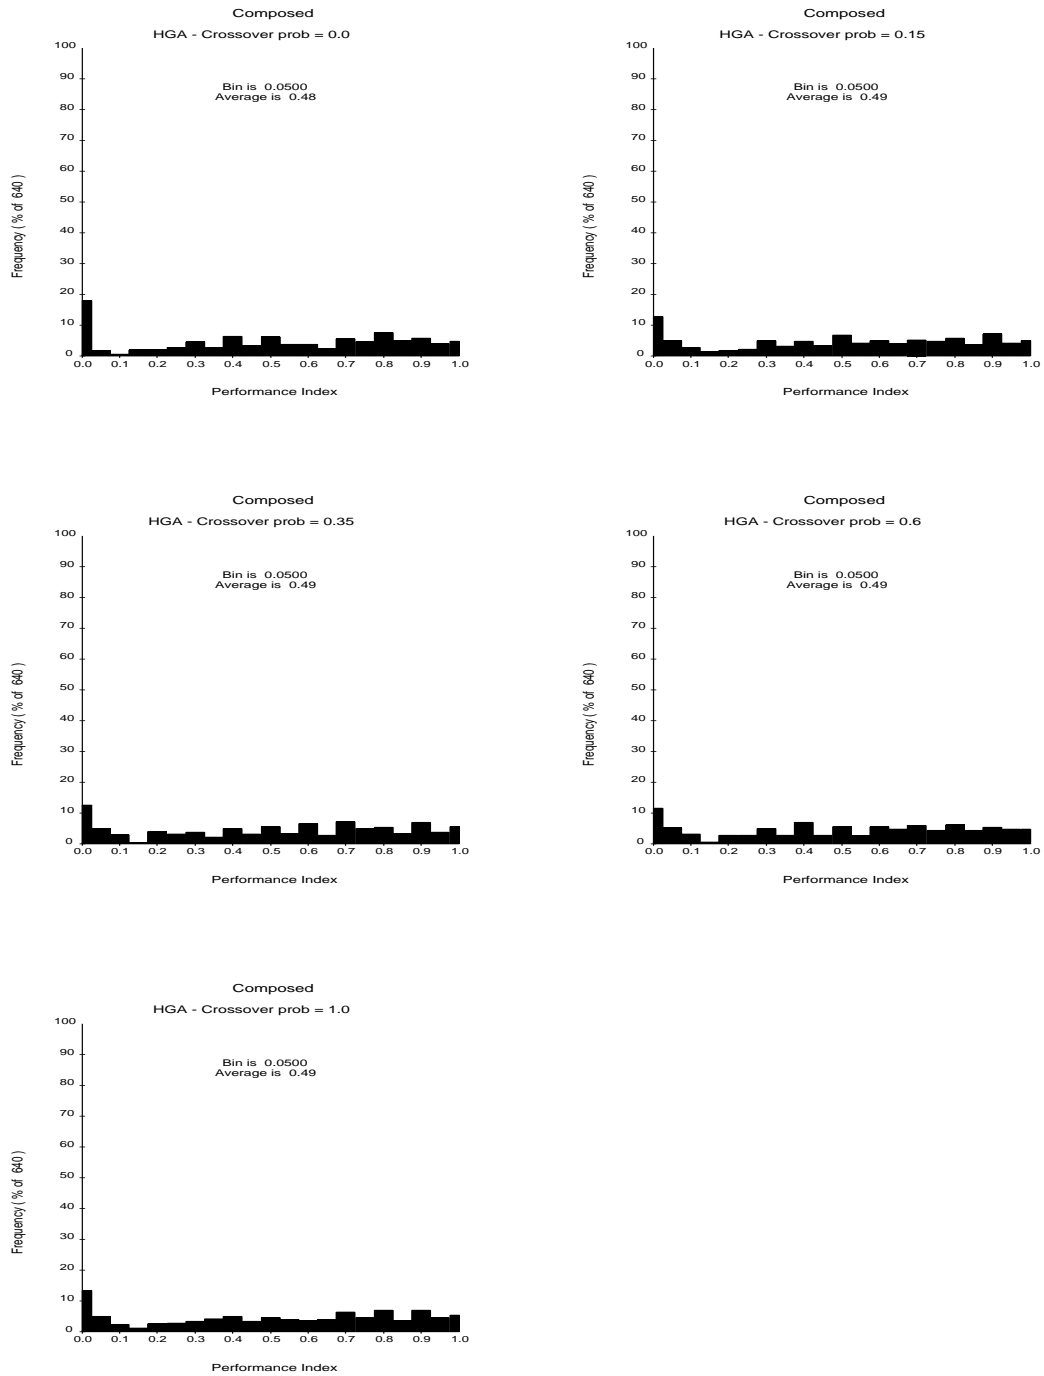 Composed
HGA - Crossover prob = 0.0
Bin is 0.0500
Average is 0.48
100
90
80
70
60
50
40
30
20
10
0
Frequency ( % of 640 )
0.0 0.1 0.2 0.3 0.4 0.5 0.6 0.7 0.8 0.9 1.0
Performance Index
Composed
HGA - Crossover prob = 0.15
Bin is 0.0500
Average is 0.49
100
90
80
70
60
50
40
30
20
10
0
Frequency ( % of 640 )
0.0 0.1 0.2 0.3 0.4 0.5 0.6 0.7 0.8 0.9 1.0
Performance Index
Composed
HGA - Crossover prob = 0.35
Bin is 0.0500
Average is 0.49
100
90
80
70
60
50
40
30
20
10
0
Frequency ( % of 640 )
0.0 0.1 0.2 0.3 0.4 0.5 0.6 0.7 0.8 0.9 1.0
Performance Index
Composed
HGA - Crossover prob = 0.6
Bin is 0.0500
Average is 0.49
100
90
80
70
60
50
40
30
20
10
0
Frequency ( % of 640 )
0.0 0.1 0.2 0.3 0.4 0.5 0.6 0.7 0.8 0.9 1.0
Performance Index
Composed
HGA - Crossover prob = 1.0
Bin is 0.0500
Average is 0.49
100
90
80
70
60
50
40
30
20
10
0
Frequency ( % of 640 )
0.0 0.1 0.2 0.3 0.4 0.5 0.6 0.7 0.8 0.9 1.0
Performance Index